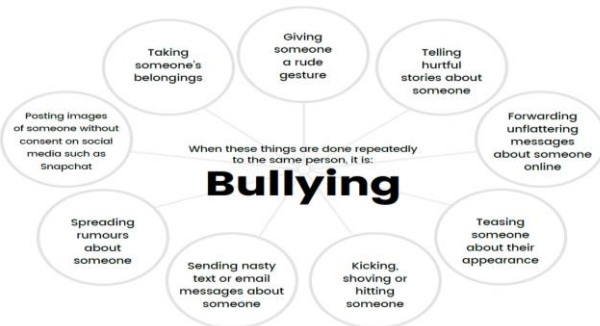 Giving
someone
a rude
gesture
Taking
someone's
belongings
Telling
hurtful
stories about
someone
Posting images
of someone without
consent on social
media such as
Snapchat
Forwarding
unflattering
messages
about someone
online
When these things are done repeatedly
to the same person, it is:
Bullying
Spreading
rumours
about
someone
Teasing
someone
about their
appearance
Sending nasty
text or email
messages about
someone
Kicking,
shoving or
hitting
someone